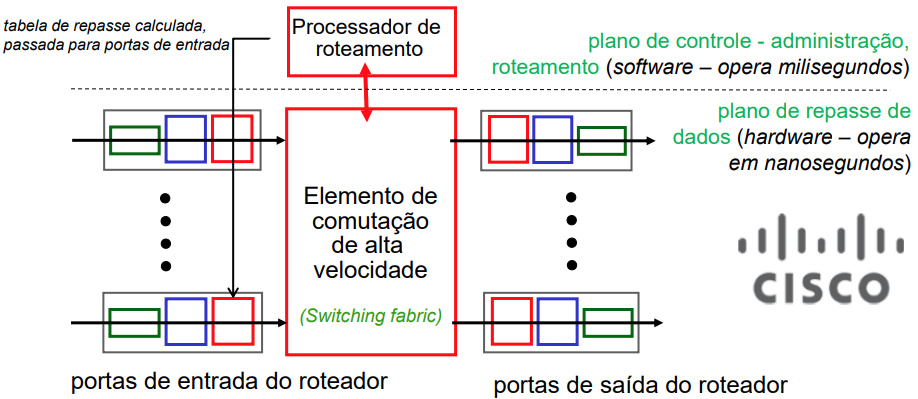 tabela de repasse calculada,
passada para portas de entrada
Processador de
roteamento
plano de controle - administração,
roteamento (software – opera milisegundos)
plano de repasse de
dados (hardware – opera
em nanosegundos)
Elemento de
comutação
de alta
velocidade
(Switching fabric)
CISCO
portas de entrada do roteador
portas de saída do roteador